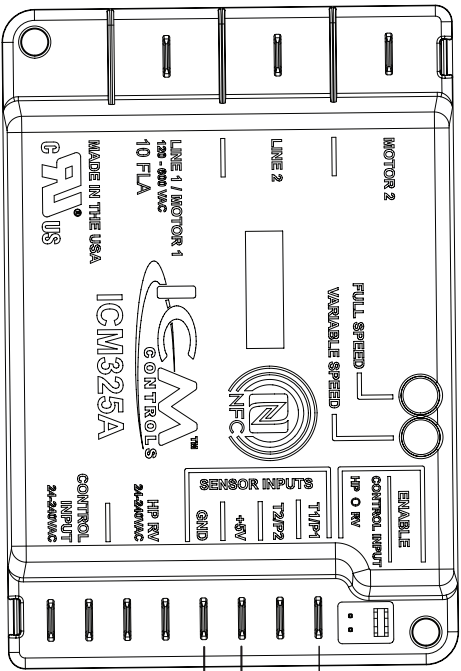 MOTOR 2
LINE 2
LINE 1 / MOTOR 1
120 - 600 VAC
10 FLA
MADE IN THE USA
C UR ® US
FULL SPEED
VARIABLE SPEED
NFC
ICM ™
CONTROLS
ICM325A
ENABLE
CONTROL INPUT
HP O RV
SENSOR INPUTS
T1/P1
T2/P2
+5V
GND
HP RV
24-240VAC
CONTROL
INPUT
24-240VAC